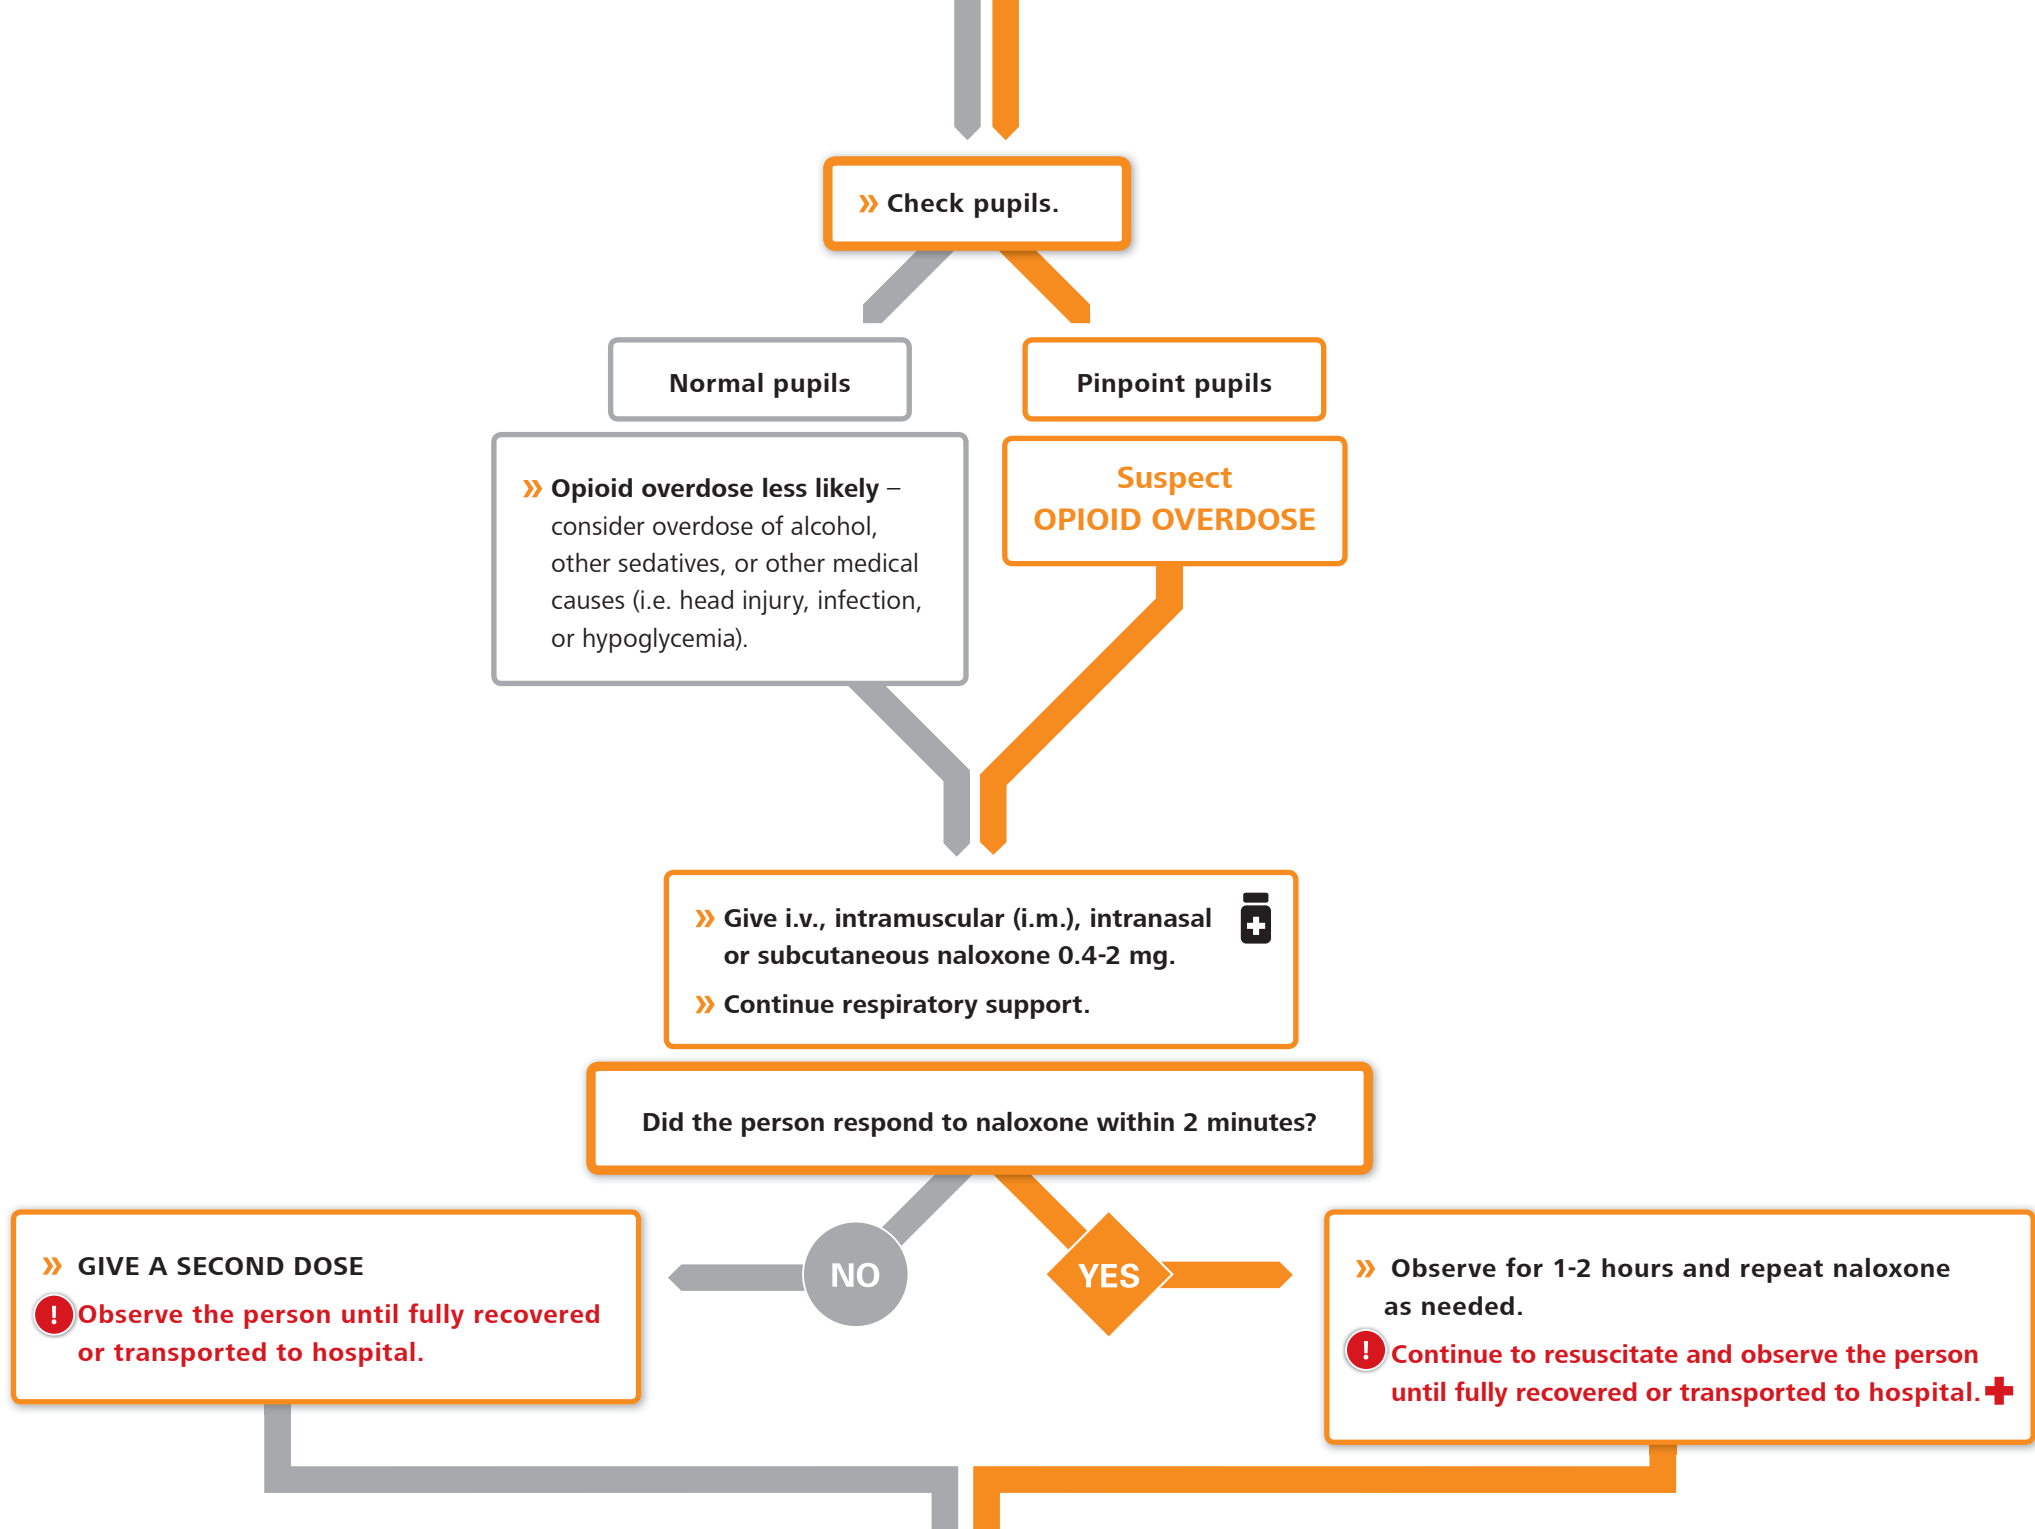 » Check pupils.
Normal pupils
Pinpoint pupils
» Opioid overdose less likely –
consider overdose of alcohol,
other sedatives, or other medical
causes (i.e. head injury, infection,
or hypoglycemia).
Suspect
OPIOID OVERDOSE
» Give i.v., intramuscular (i.m.), intranasal
or subcutaneous naloxone 0.4-2 mg.
» Continue respiratory support.
Did the person respond to naloxone within 2 minutes?
NO
YES
» GIVE A SECOND DOSE
! Observe the person until fully recovered
or transported to hospital.
» Observe for 1-2 hours and repeat naloxone
as needed.
! Continue to resuscitate and observe the person
until fully recovered or transported to hospital.